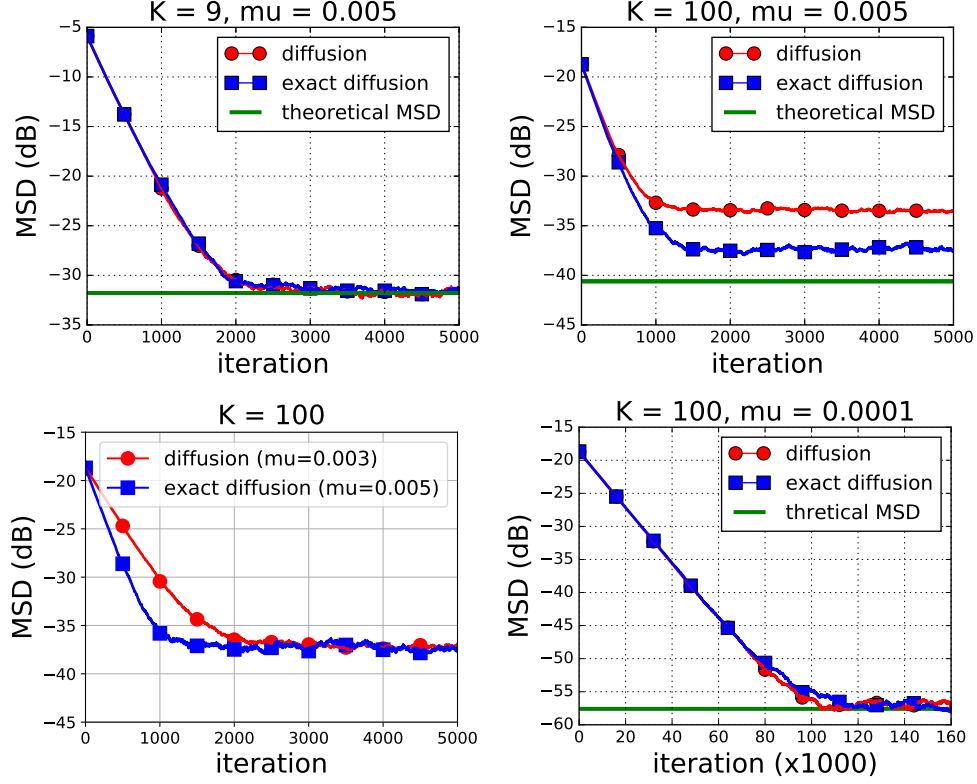 K = 9, mu = 0.005
MSD (dB)
−5
−10
−15
−20
−25
−30
−35
diffusion
exact diffusion
theoretical MSD
0 1000 2000 3000 4000 5000
iteration
K = 100, mu = 0.005
MSD (dB)
−15
−20
−25
−30
−35
−40
−45
diffusion
exact diffusion
theoretical MSD
0 1000 2000 3000 4000 5000
iteration
K = 100
MSD (dB)
−15
−20
−25
−30
−35
−40
−45
diffusion (mu=0.003)
exact diffusion (mu=0.005)
0 1000 2000 3000 4000 5000
iteration
K = 100, mu = 0.0001
MSD (dB)
−15
−20
−25
−30
−35
−40
−45
−50
−55
−60
diffusion
exact diffusion
thretical MSD
0 20 40 60 80 100 120 140 160
iteration (x1000)